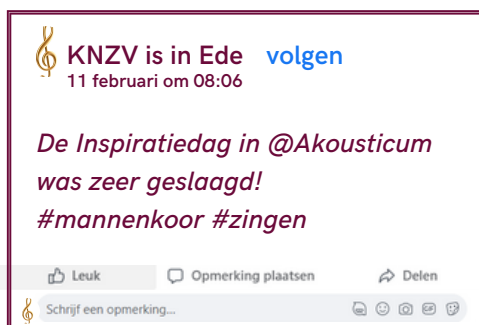 KNZV is in Ede volgen
11 februari om 08:06
De Inspiratiedag in @Akousticum
was zeer geslaagd!
#mannenkoor #zingen
Leuk Opmerking plaatsen Delen
Schrijf een opmerking... GIF